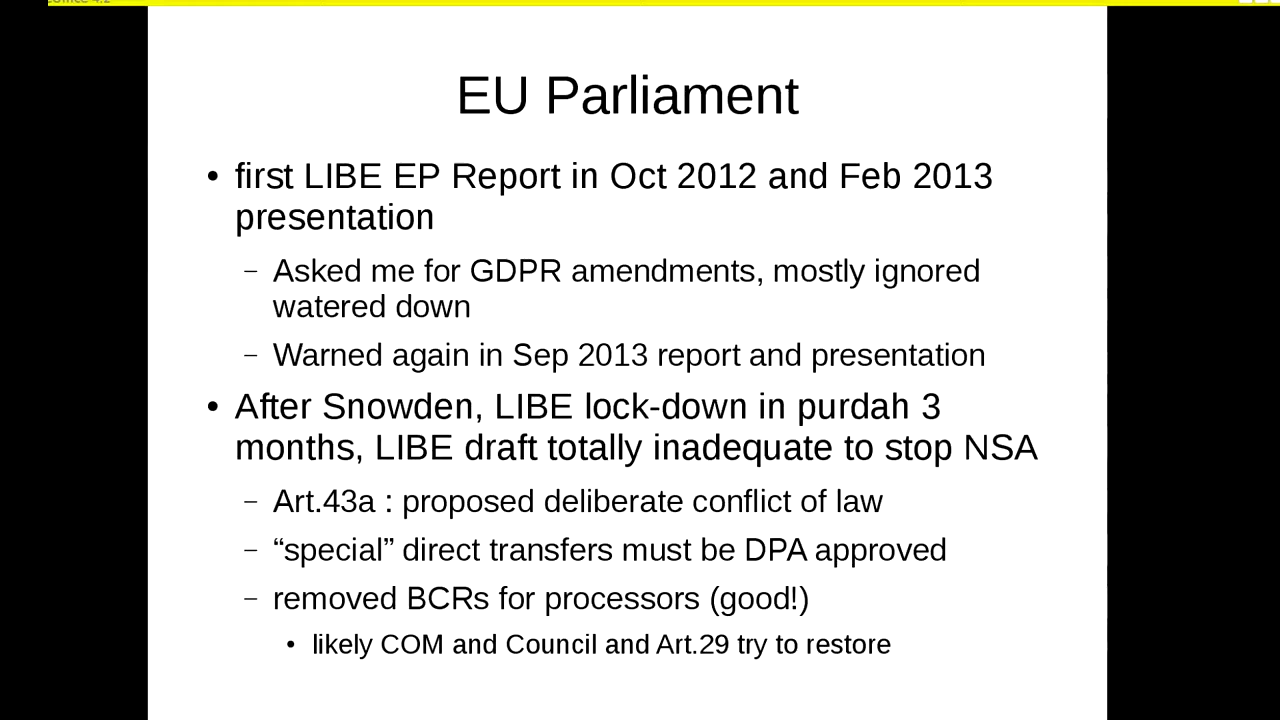 EU Parliament
• first LIBE EP Report in Oct 2012 and Feb 2013
presentation
– Asked me for GDPR amendments, mostly ignored
watered down
– Warned again in Sep 2013 report and presentation
• After Snowden, LIBE lock-down in purdah 3
months, LIBE draft totally inadequate to stop NSA
– Art.43a : proposed deliberate conflict of law
– “special” direct transfers must be DPA approved
– removed BCRs for processors (good!)
• likely COM and Council and Art.29 try to restore